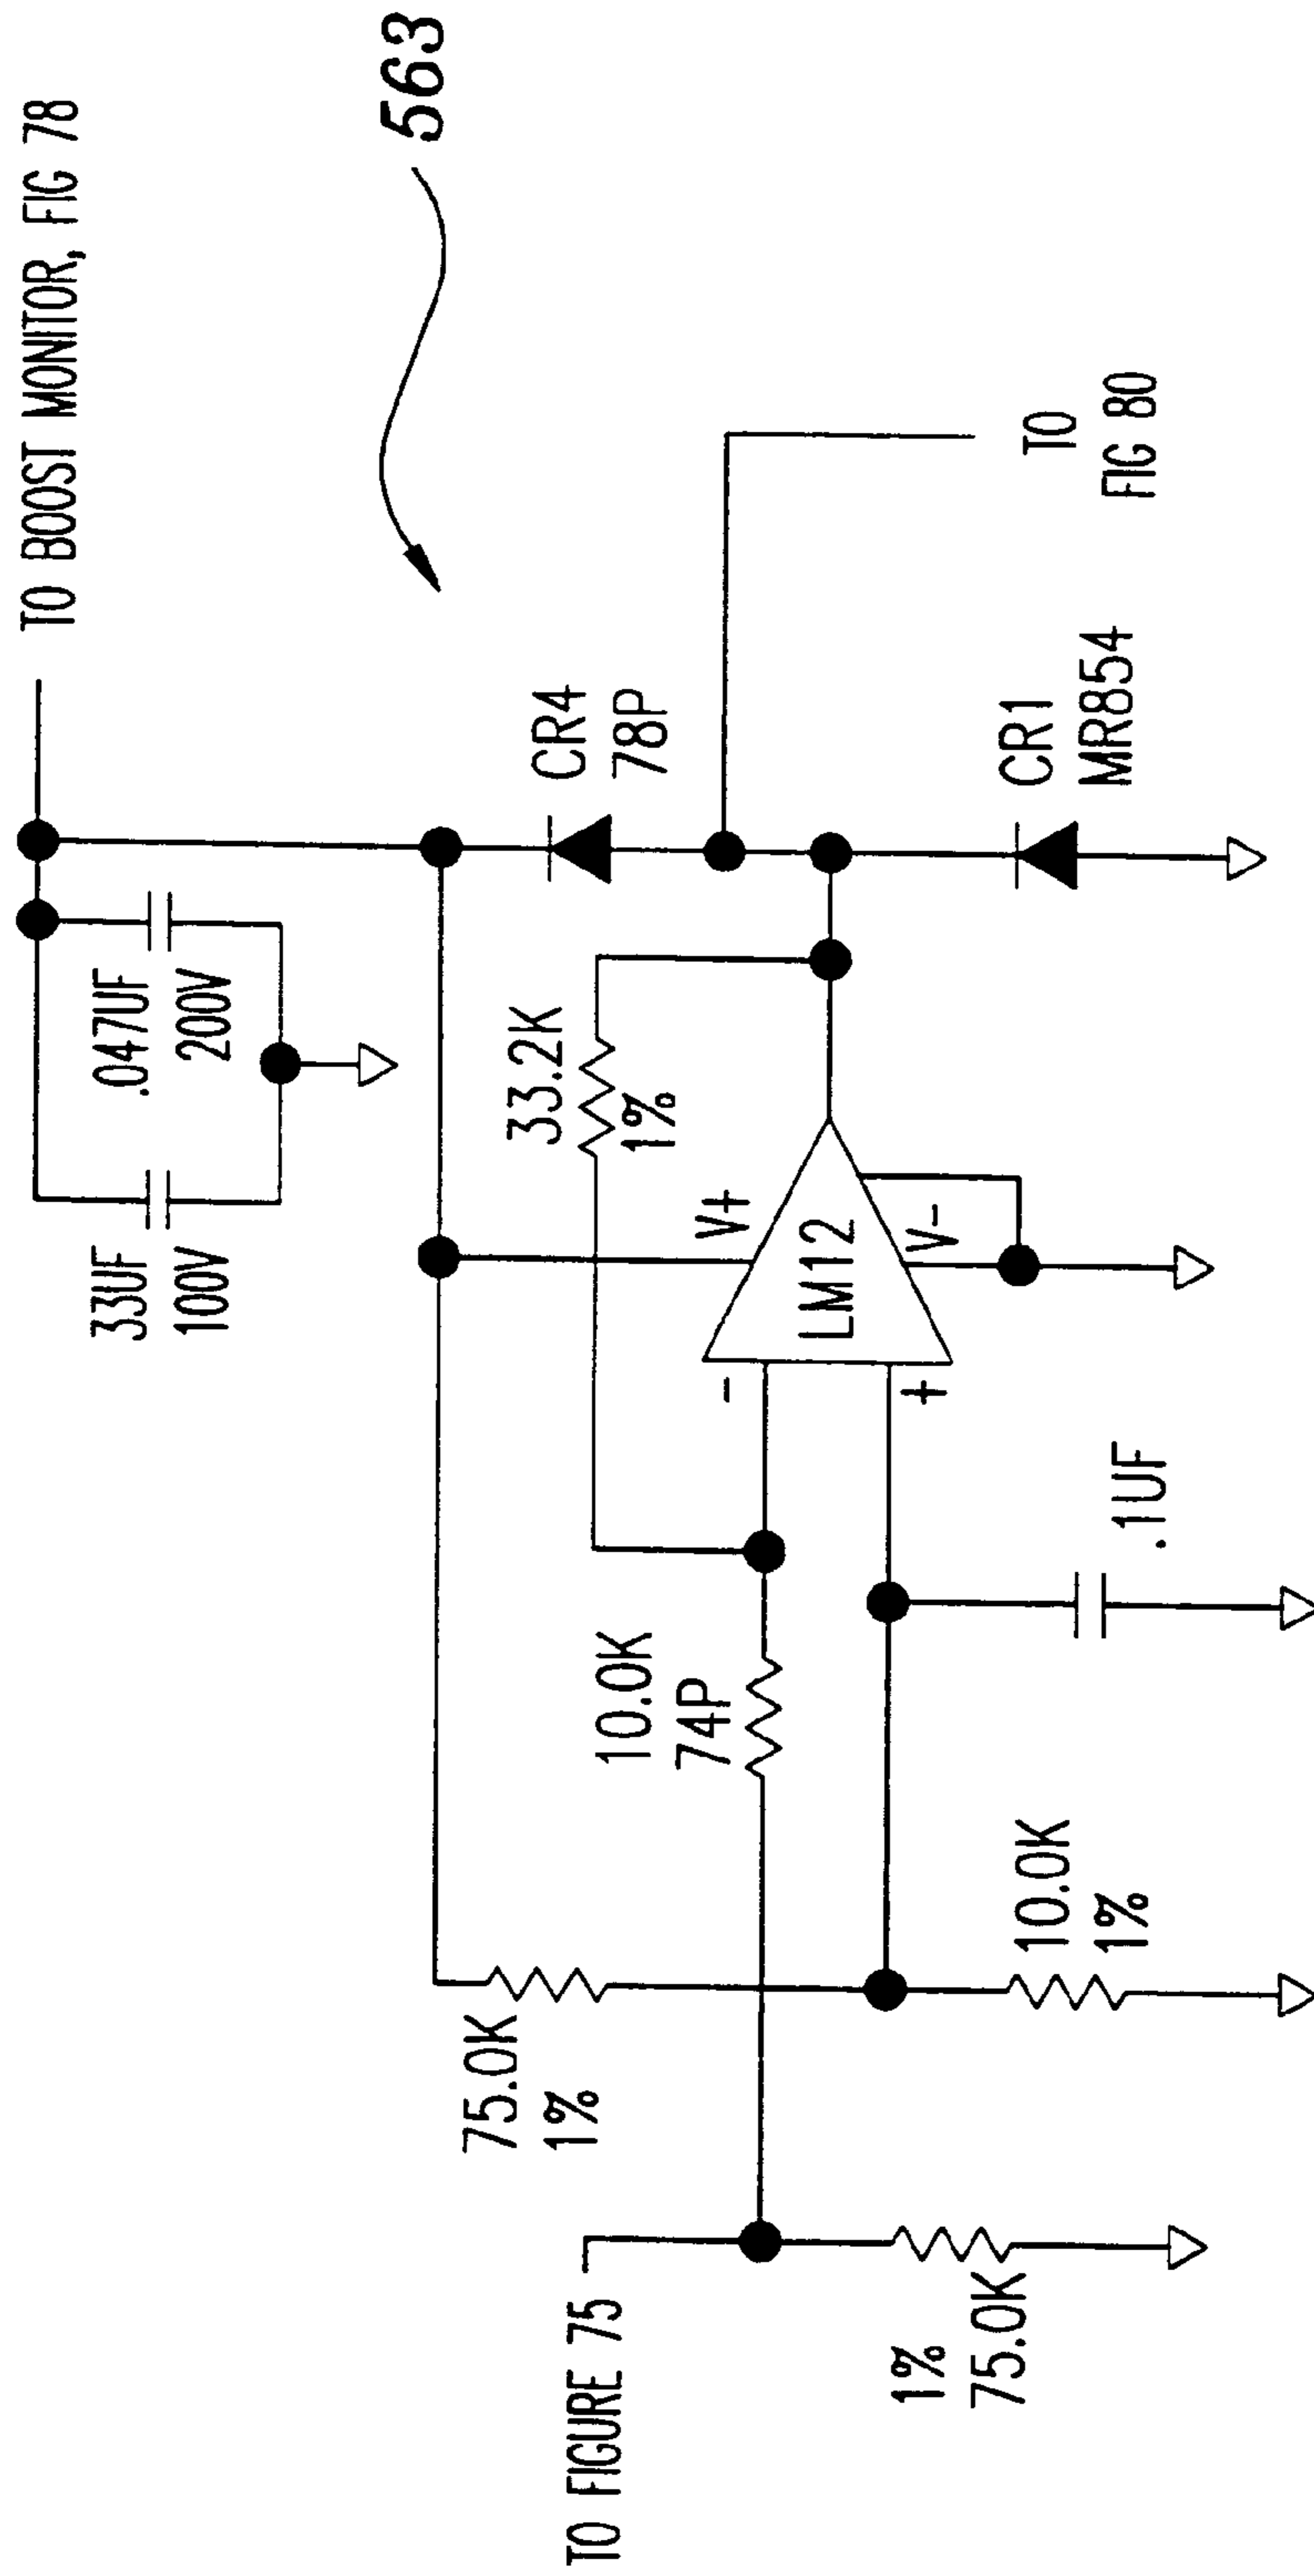 TO BOOST MONITOR, FIG 78
563
33UF
100V
.047UF
200V
CR4
78P
33.2K
1%
TO
FIG 80
V+
LM12
V-
-
+
CR1
MR854
10.0K
74P
.1UF
75.0K
1%
10.0K
1%
TO FIGURE 75
1%
75.0K